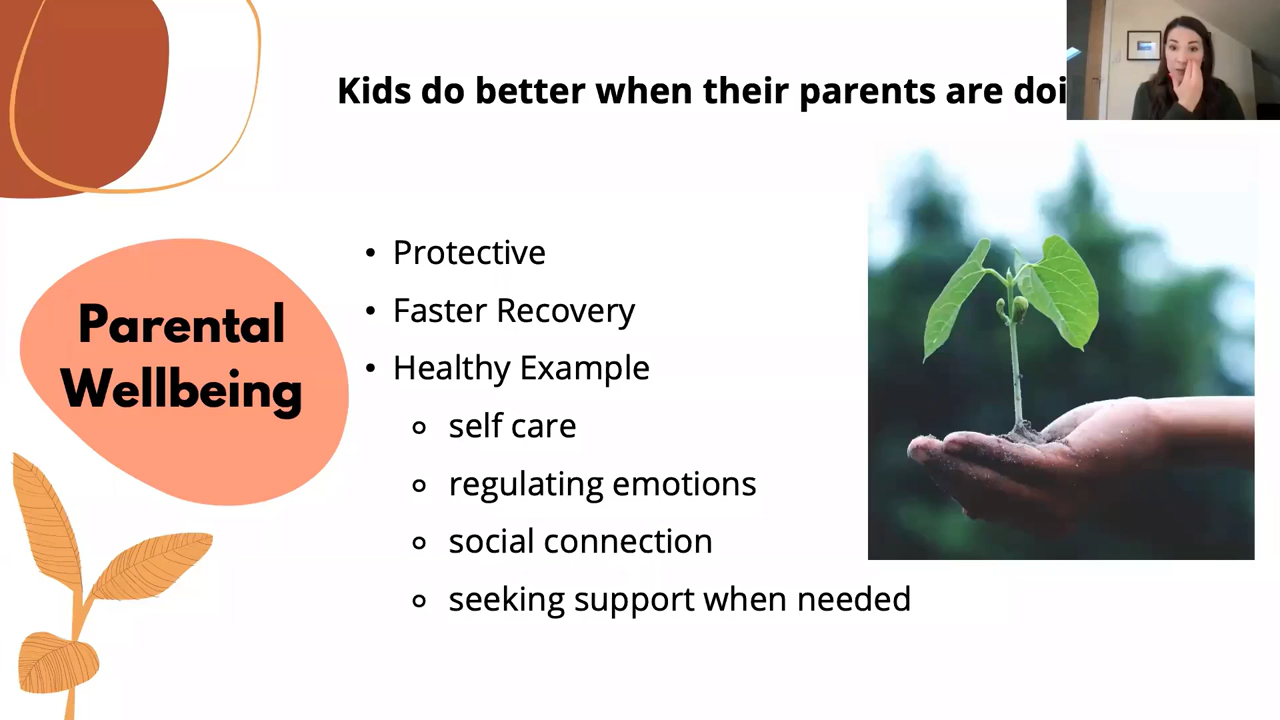 Kids do better when their parents are doi
Parental
Wellbeing
• Protective
• Faster Recovery
• Healthy Example
◦ self care
◦ regulating emotions
◦ social connection
◦ seeking support when needed